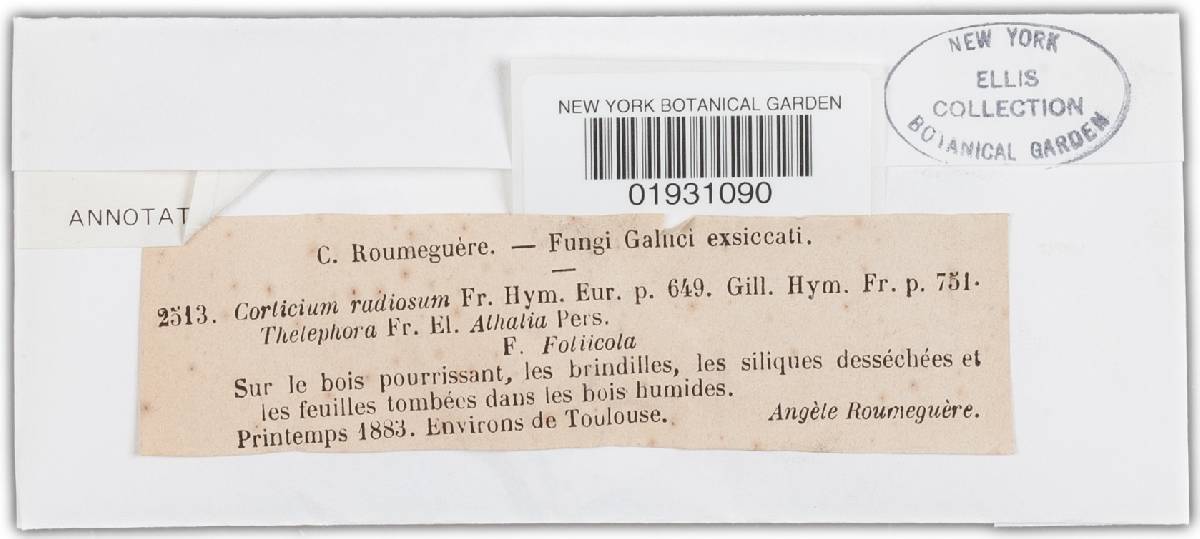 NEW YORK
ELLIS
COLLECTION
BOTANICAL GARDEN
NEW YORK BOTANICAL GARDEN
01931090
ANNOTAT
C. Roumeguère. — Fungi Gallici exsiccati.
2513. Corticium radiosum Fr. Hym. Eur. p. 649. Gill. Hym. Fr. p. 751.
Thelephora Fr. El. Athalia Pers.
F. Foliicola
Sur le bois pourrissant, les brindilles, les siliques desséchées et
les feuilles tombées dans les bois humides.
Printemps 1883. Environs de Toulouse. Angèle Roumeguère.